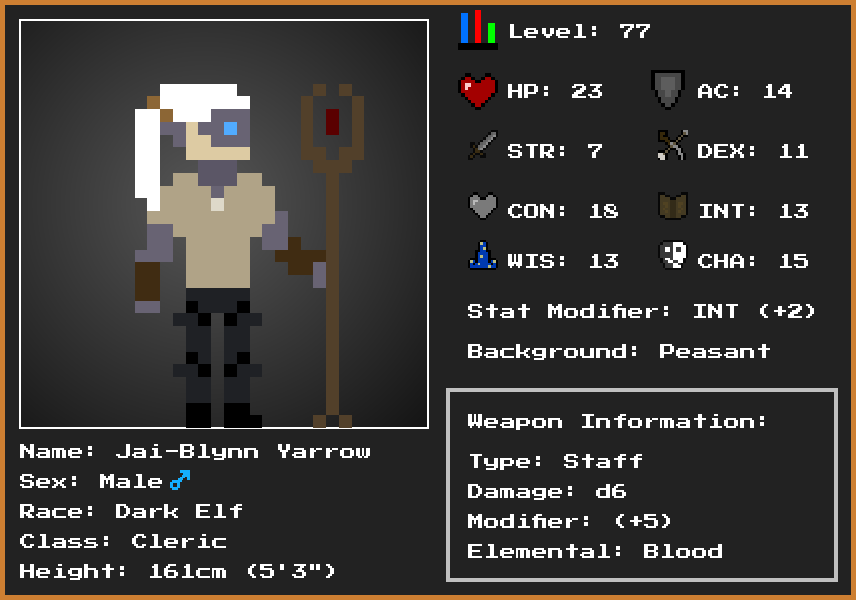 Level: 77
HP: 23 AC: 14
STR: 7 DEX: 11
CON: 18 INT: 13
WIS: 13 CHA: 15
Stat Modifier: INT (+2)
Background: Peasant
Weapon Information:
Type: Staff
Damage: d6
Modifier: (+5)
Elemental: Blood
Name: Jai-Blynn Yarrow
Sex: Male ♂
Race: Dark Elf
Class: Cleric
Height: 161cm (5'3")